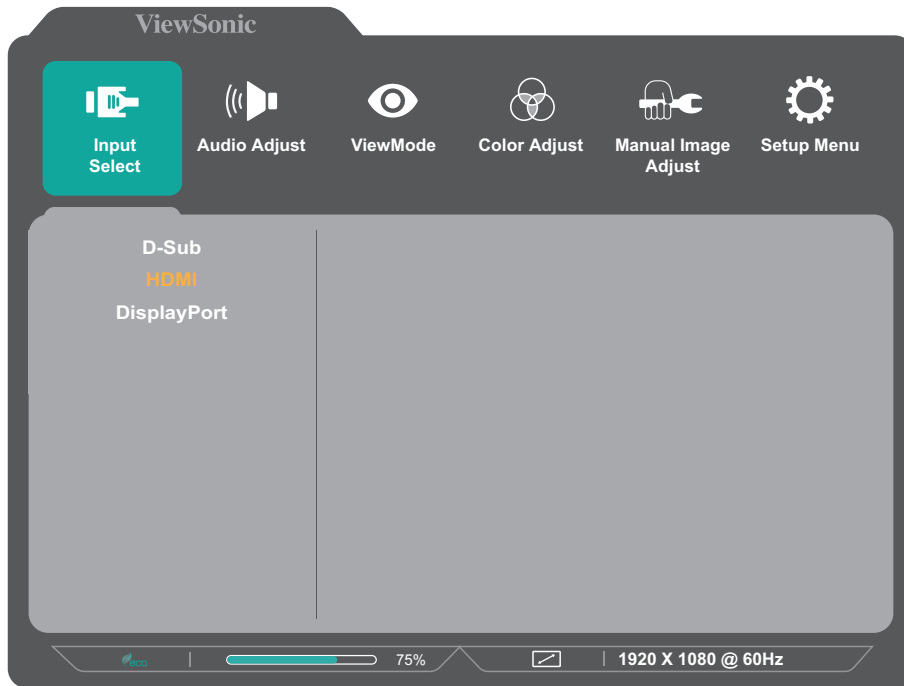 ViewSonic
Input
Select
Audio Adjust
ViewMode
Color Adjust
Manual Image
Adjust
Setup Menu
D-Sub
HDMI
DisplayPort
eco
75%
1920 X 1080 @ 60Hz